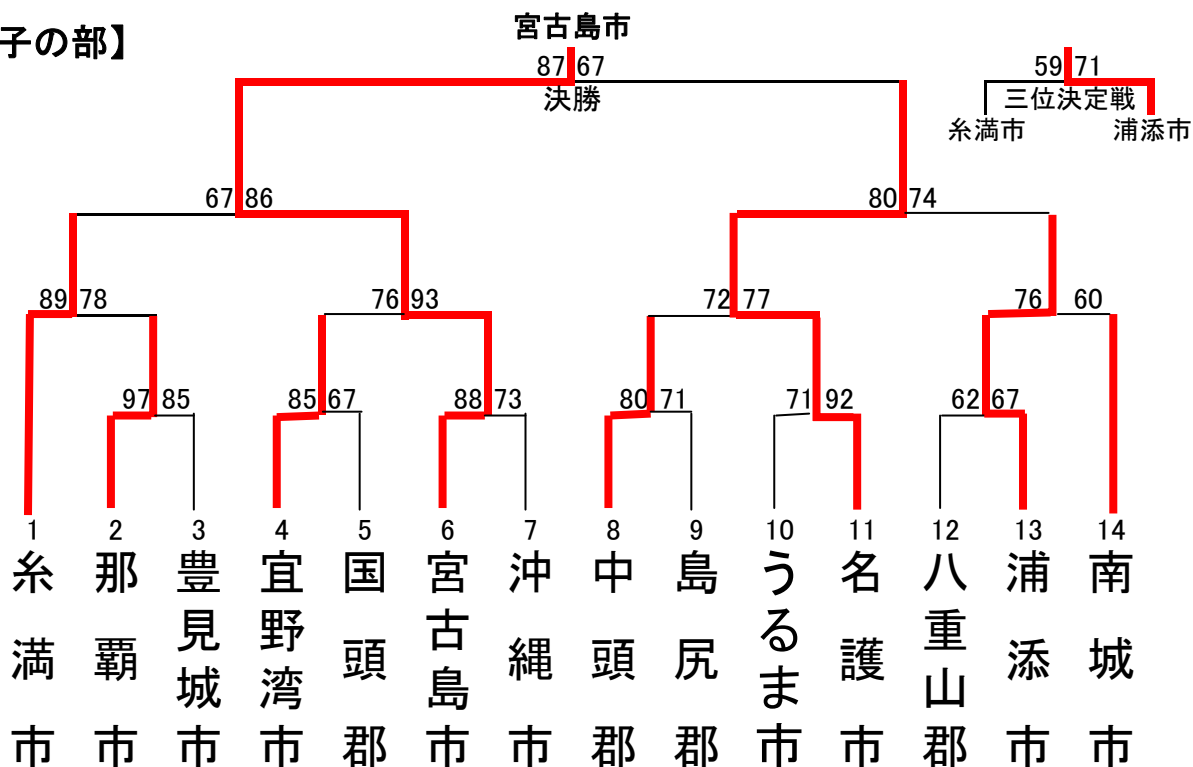 子の部】
宮古島市
87 67
決勝
59 71
三位決定戦
糸満市 浦添市
67 86
80 74
89 78
76 93
72 77
76 60
97 85
85 67
88 73
80 71
71 92
62 67
1 2 3 4 5 6 7 8 9 10 11 12 13 14
糸満市
那覇市
豊見城市
宜野湾市
国頭郡
宮古島市
沖縄市
中頭郡
島尻郡
うるま市
名護市
八重山郡
浦添市
南城市